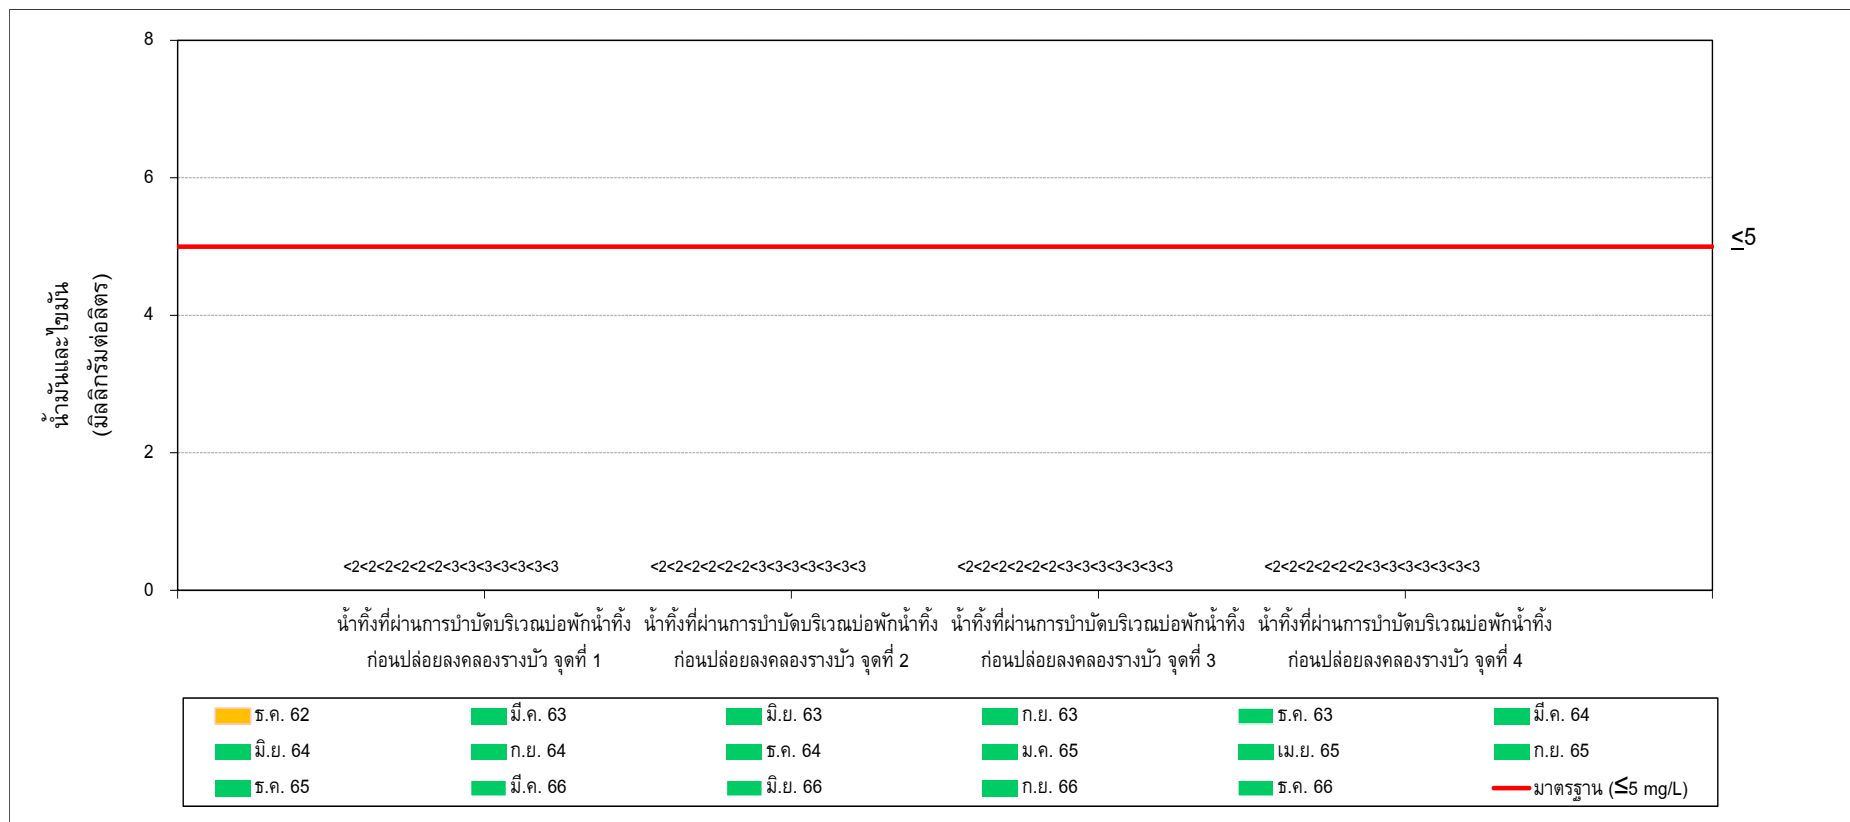 8
6
4
2
0
น้ำมันและไขมัน
(มิลลิกรัมต่อลิตร)
≤5
<2<2<2<2<2<2<3<3<3<3<3<3<3
<2<2<2<2<2<2<3<3<3<3<3<3<3
<2<2<2<2<2<2<3<3<3<3<3<3<3
<2<2<2<2<2<2<3<3<3<3<3<3<3
น้ำทิ้งที่ผ่านการบำบัดบริเวณบ่อพักน้ำทิ้ง
ก่อนปล่อยลงคลองรางบัว จุดที่ 1
น้ำทิ้งที่ผ่านการบำบัดบริเวณบ่อพักน้ำทิ้ง
ก่อนปล่อยลงคลองรางบัว จุดที่ 2
น้ำทิ้งที่ผ่านการบำบัดบริเวณบ่อพักน้ำทิ้ง
ก่อนปล่อยลงคลองรางบัว จุดที่ 3
น้ำทิ้งที่ผ่านการบำบัดบริเวณบ่อพักน้ำทิ้ง
ก่อนปล่อยลงคลองรางบัว จุดที่ 4
ธ.ค. 62 มี.ค. 63 มิ.ย. 63 ก.ย. 63 ธ.ค. 63 มี.ค. 64
มิ.ย. 64 ก.ย. 64 ธ.ค. 64 ม.ค. 65 เม.ย. 65 ก.ย. 65
ธ.ค. 65 มี.ค. 66 มิ.ย. 66 ก.ย. 66 ธ.ค. 66 มาตรฐาน (≤5 mg/L)